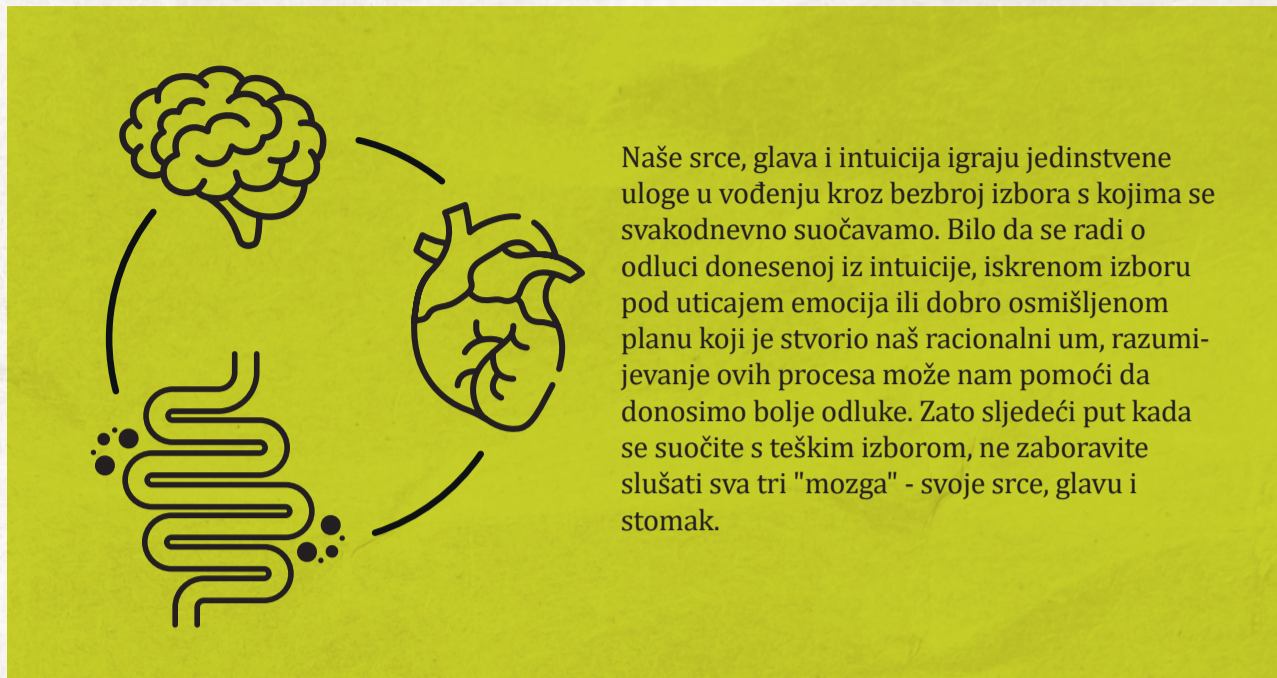 Naše srce, glava i intuicija igraju jedinstvene
uloge u vođenju kroz bezbroj izbora s kojima se
svakodnevno suočavamo. Bilo da se radi o
odluci donesenoj iz intuicije, iskrenom izboru
pod uticajem emocija ili dobro osmišljenom
planu koji je stvorio naš racionalni um, razumi-
jevanje ovih procesa može nam pomoći da
donosimo bolje odluke. Zato sljedeći put kada
se suočite s teškim izborom, ne zaboravite
slušati sva tri "mozga" - svoje srce, glavu i
stomak.